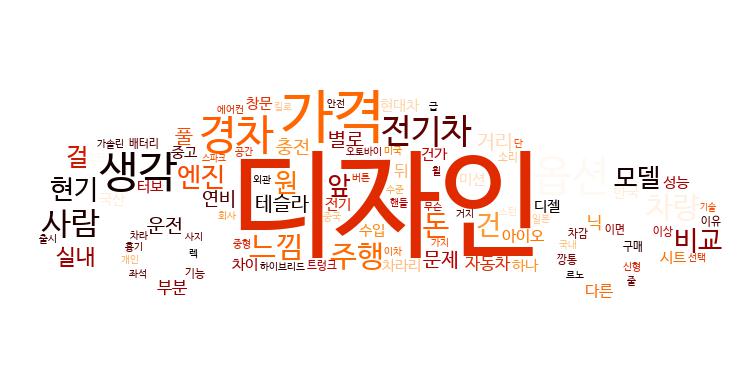 에어컨 창문 킬로 안전 현대차 급
가격
가솔린 배터리 풀 경차 충전 별로 오토바이 전기차 거리 단
걸 생각 중고 스파크 공간 미국 건가 소리
터보 엔진 디자인 옵션
현기 국산 연비 외관 원 앞 버튼 뒤 미션 휠 모델 성능
테슬라 전기 수준 핸들 무슨 돈 거지 건 디젤 한국 차량 기술
사람 운전 회사 중국 일론 닉 이면 이유
출시 차라 사지 느낌 수입 이차 가치 아이오 차감 이상 비교
실내 흉기 중형 렉 주행 문제 국내 구매
개인 차이 하이브리드 트렁크 차라리 자동차 하나 깡통 시트 선택
좌석 기능 르노 신형
부분 다른 줄